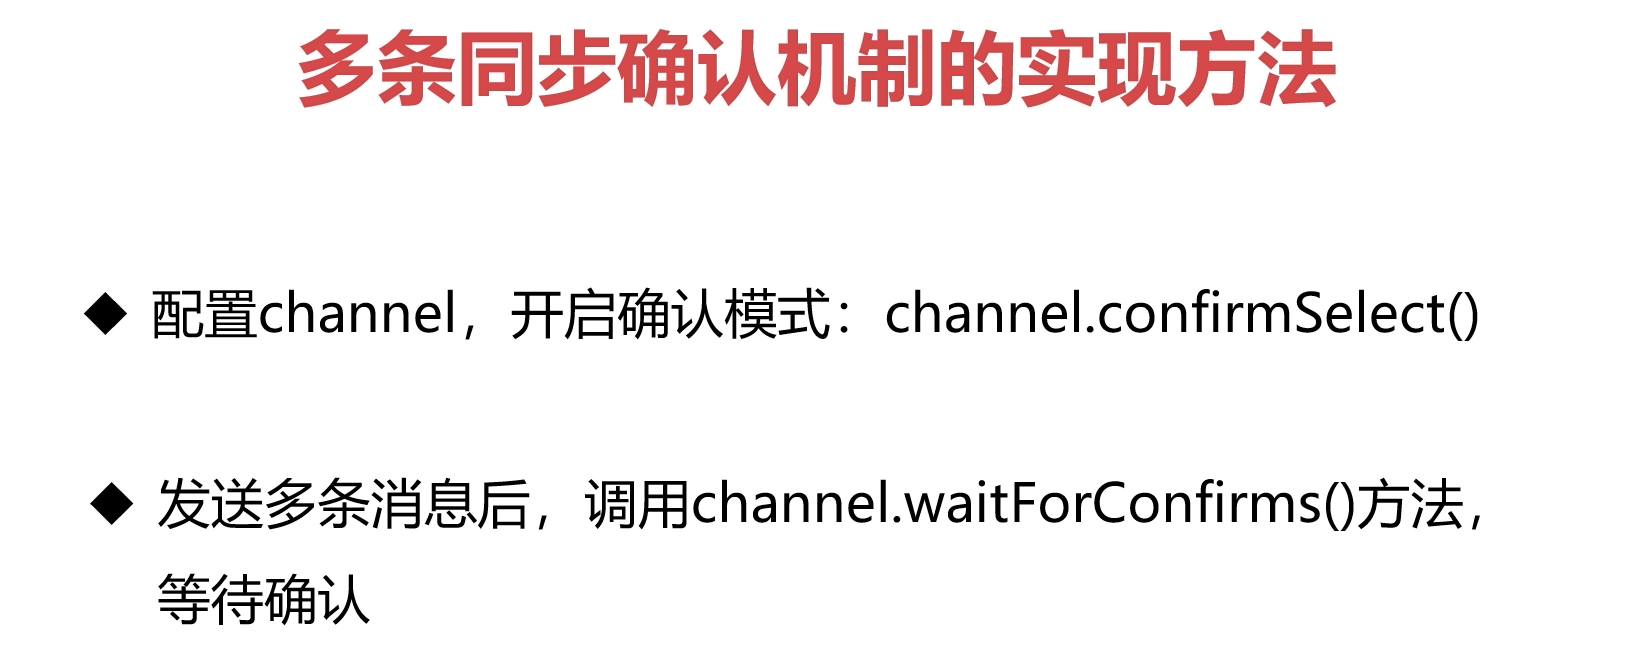 多条同步确认机制的实现方法
◆ 配置channel，开启确认模式：channel.confirmSelect()
◆ 发送多条消息后，调用channel.waitForConfirms()方法，
等待确认